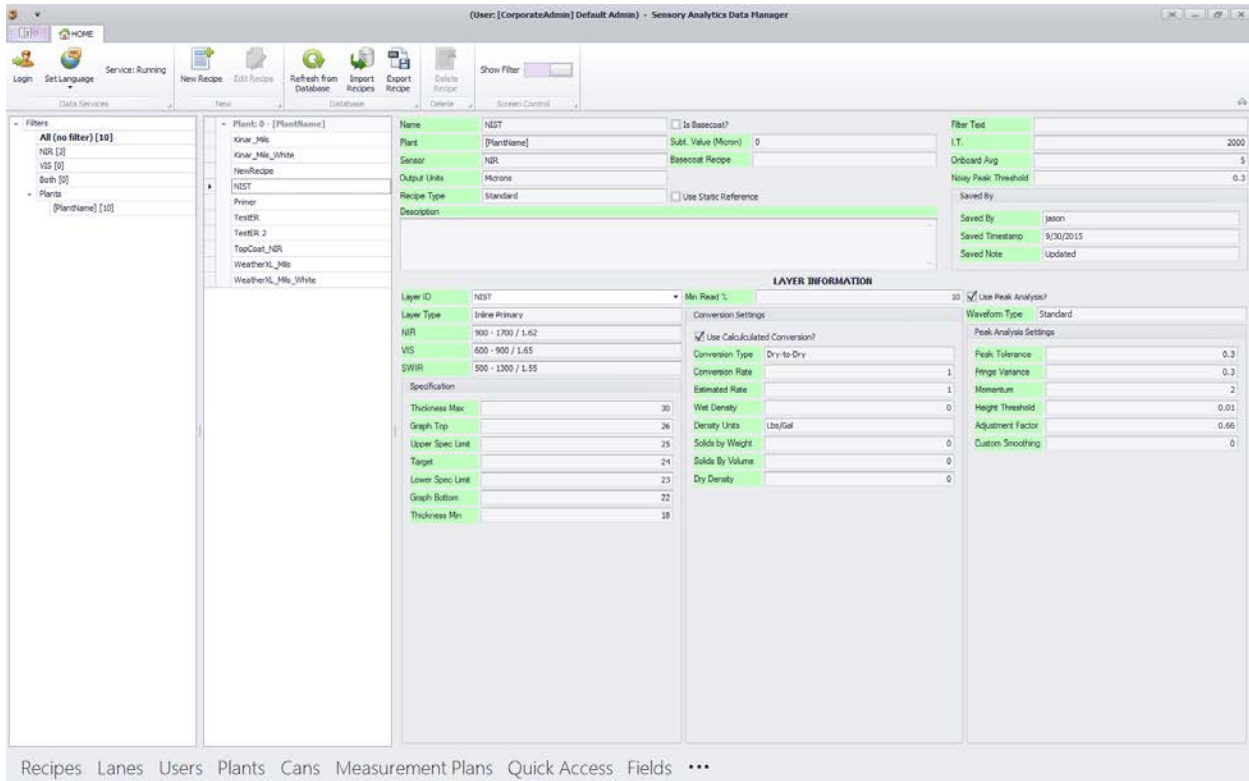 (User: [CorporateAdmin] Default Admin) - Sensory Analytics Data Manager
HOME
Login
Set Language
Service: Running
Data Services
New Recipe
Edit Recipe
New
Refresh from Database
Import Recipes
Export Recipe
Database
Delete Recipe
Delete
Show Filter
Screen Control
Filters
All (no filter) [10]
NIR [2]
VIS [0]
Both [0]
Plants
[PlantName] [10]
Plant: 0 - [PlantName]
Kinar_Mils
Kinar_Mils_White
NewRecipe
NIST
Primer
TestER
TestER 2
TopCoat_NIR
WeatherXL_Mils
WeatherXL_Mils_White
Name NIST
Plant [PlantName]
Sensor NIR
Output Units Microns
Recipe Type Standard
Description
Is Basecoat?
Subt. Value (Micron) 0
Basecoat Recipe
Use Static Reference
Filter Text
I.T. 2000
Onboard Avg 5
Noisy Peak Threshold 0.3
Saved By
Saved By jason
Saved Timestamp 9/30/2015
Saved Note Updated
LAYER INFORMATION
Layer ID NIST
Layer Type Inline Primary
NIR 900 - 1700 / 1.62
VIS 600 - 900 / 1.65
SWIR 500 - 1300 / 1.55
Specification
Thickness Max 30
Graph Top 26
Upper Spec Limit 25
Target 24
Lower Spec Limit 23
Graph Bottom 22
Thickness Min 18
Min Read % 10
Conversion Settings
Use Calculculated Conversion?
Conversion Type Dry-to-Dry
Conversion Rate 1
Estimated Rate 1
Wet Density 0
Density Units Lbs/Gal
Solids by Weight 0
Solids By Volume 0
Dry Density 0
Use Peak Analysis?
Waveform Type Standard
Peak Analysis Settings
Peak Tolerance 0.3
Fringe Variance 0.3
Momentum 2
Height Threshold 0.01
Adjustment Factor 0.66
Custom Smoothing 0
Recipes Lanes Users Plants Cans Measurement Plans Quick Access Fields •••